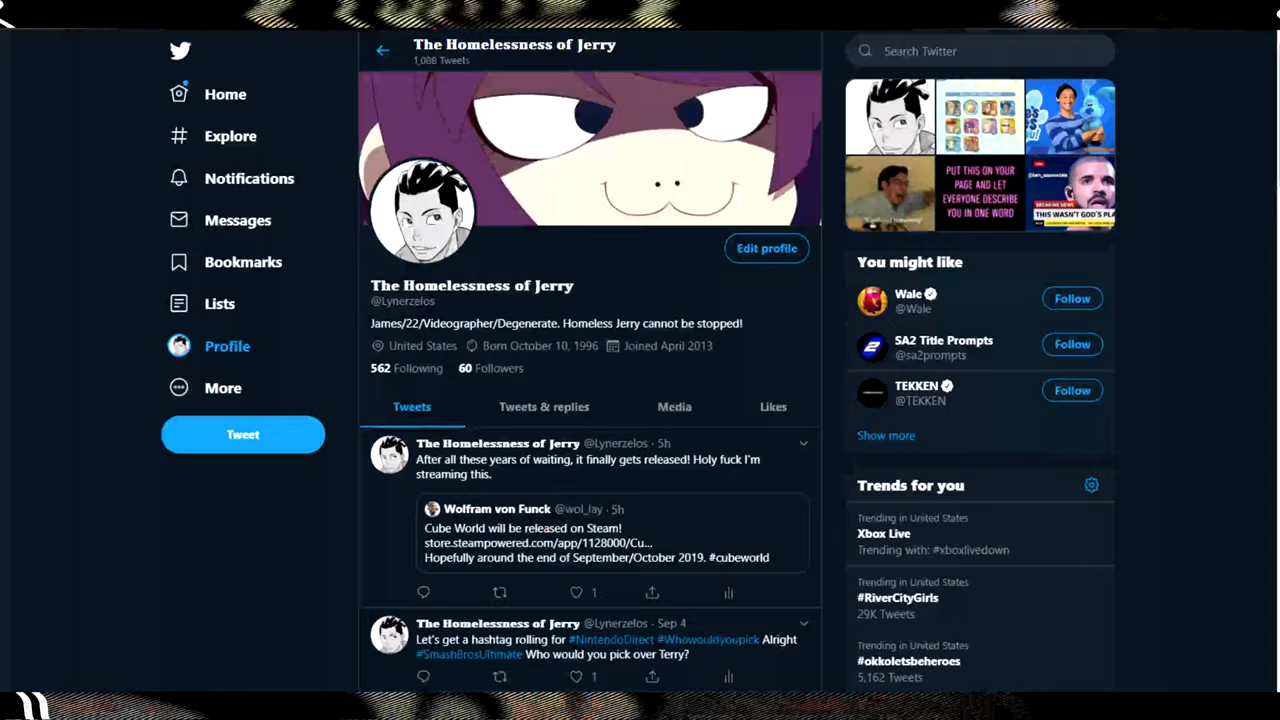 Home
Explore
Notifications
Messages
Bookmarks
Lists
Profile
More
Tweet
The Homelessness of Jerry
1,088 Tweets
Edit profile
The Homelessness of Jerry
@Lynerzelos
James/22/Videographer/Degenerate. Homeless Jerry cannot be stopped!
United States Born October 10, 1996 Joined April 2013
562 Following 60 Followers
Tweets Tweets & replies Media Likes
The Homelessness of Jerry @Lynerzelos · 5h
After all these years of waiting, it finally gets released! Holy fuck I'm
streaming this.
Wolfram von Funck @wol_lay · 5h
Cube World will be released on Steam!
store.steampowered.com/app/1128000/Cu...
Hopefully around the end of September/October 2019. #cubeworld
1
The Homelessness of Jerry @Lynerzelos · Sep 4
Let's get a hashtag rolling for #NintendoDirect #Whowouldyoupick Alright
#SmashBrosUltimate Who would you pick over Terry?
1
Search Twitter
PUT THIS ON YOUR
PAGE AND LET
EVERYONE DESCRIBE
YOU IN ONE WORD
BREAKING NEWS
THIS WASN'T GOD'S PLA
You might like
Wale
@Wale
Follow
SA2 Title Prompts
@sa2prompts
Follow
TEKKEN
@TEKKEN
Follow
Show more
Trends for you
Trending in United States
Xbox Live
Trending with: #xboxlivedown
Trending in United States
#RiverCityGirls
29K Tweets
Trending in United States
#okkoletsbeheroes
5,162 Tweets